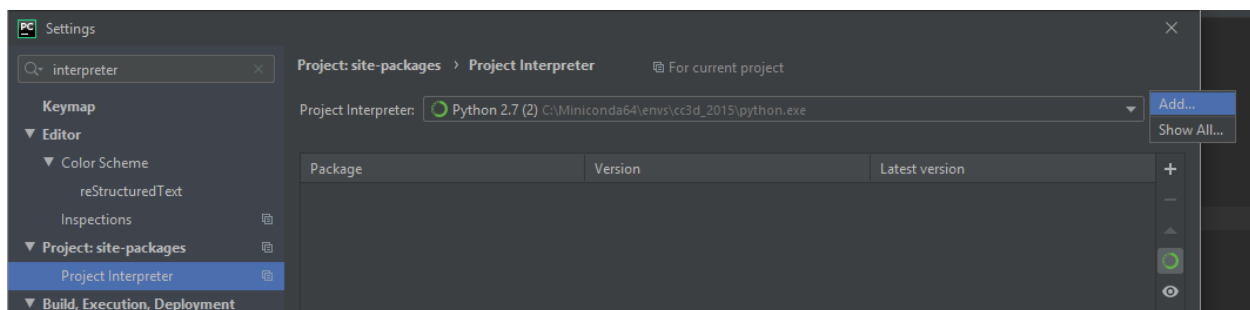 PC Settings
interpreter
Project: site-packages › Project Interpreter For current project
Keymap
Project Interpreter: Python 2.7 (2) C:\Miniconda64\envs\cc3d_2015\python.exe Add...
Editor
Show All...
Color Scheme
Package Version Latest version
reStructuredText
Inspections
Project: site-packages
Project Interpreter
Build, Execution, Deployment